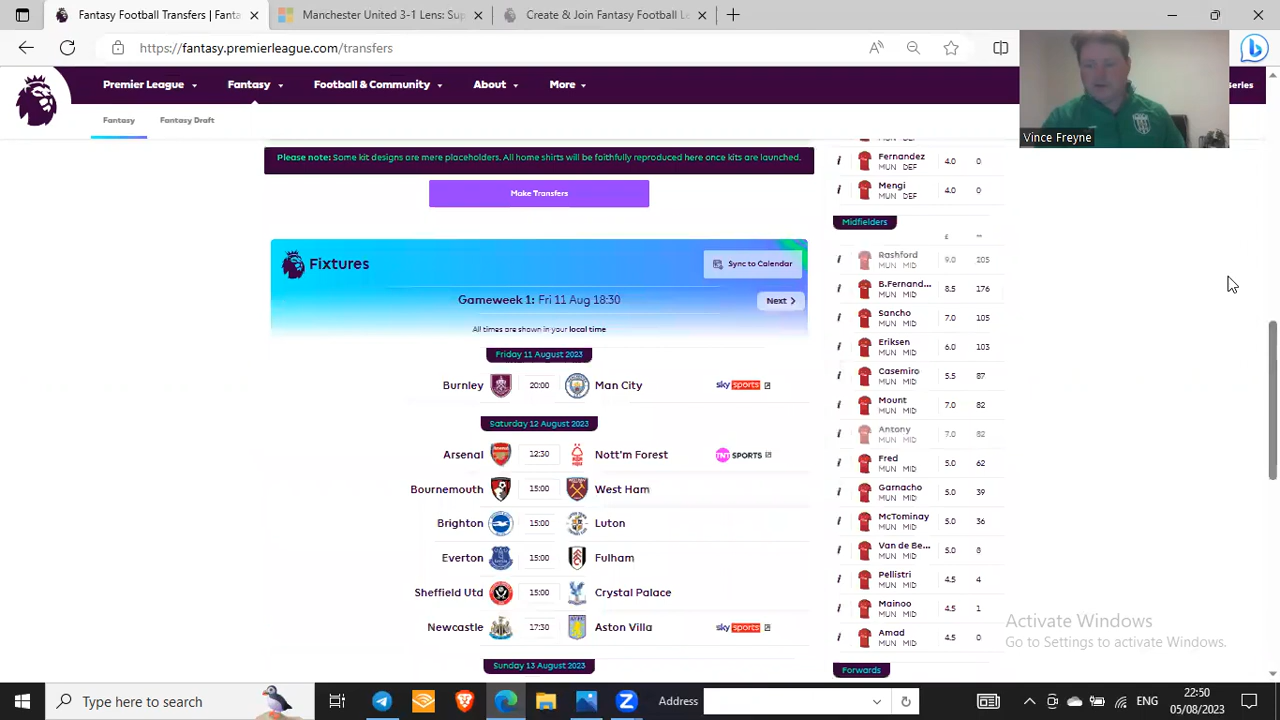 Fantasy Transfers | Fanta
Manchester United 3-1 Lens: Sup
Create & Join Fantasy Football Le
https://fantasy.premierleague.com/transfers
Premier League
Fantasy
Football & Community
About
More
Series
Fantasy
Fantasy Draft
Vince Freyne
Please note: Some kit designs are mere placeholders. All home shirts will be faithfully reproduced here once kits are launched.
Make Transfers
Fixtures
Sync to Calendar
Gameweek 1: Fri 11 Aug 18:30
Next
All times are shown in your local time
Friday 11 August 2023
Burnley 20:00 Man City sky sports
Saturday 12 August 2023
Arsenal 12:30 Nott'm Forest TNT SPORTS
Bournemouth 15:00 West Ham
Brighton 15:00 Luton
Everton 15:00 Fulham
Sheffield Utd 15:00 Crystal Palace
Newcastle 17:30 Aston Villa sky sports
Sunday 13 August 2023
MUN DEF
Fernandez 4.0 0
MUN DEF
Mengi 4.0 0
MUN DEF
Midfielders
£ **
Rashford 9.0 105
MUN MID
B.Fernand... 8.5 176
MUN MID
Sancho 7.0 105
MUN MID
Eriksen 6.0 103
MUN MID
Casemiro 5.5 87
MUN MID
Mount 7.0 82
MUN MID
Antony 7.0 82
MUN MID
Fred 5.0 62
MUN MID
Garnacho 5.0 39
MUN MID
McTominay 5.0 36
MUN MID
Van de Be... 5.0 8
MUN MID
Pellistri 4.5 4
MUN MID
Mainoo 4.5 1
MUN MID
Amad 4.5 0
MUN MID
Forwards
Activate Windows
Go to Settings to activate Windows.
Type here to search
Address
ENG
22:50
05/08/2023